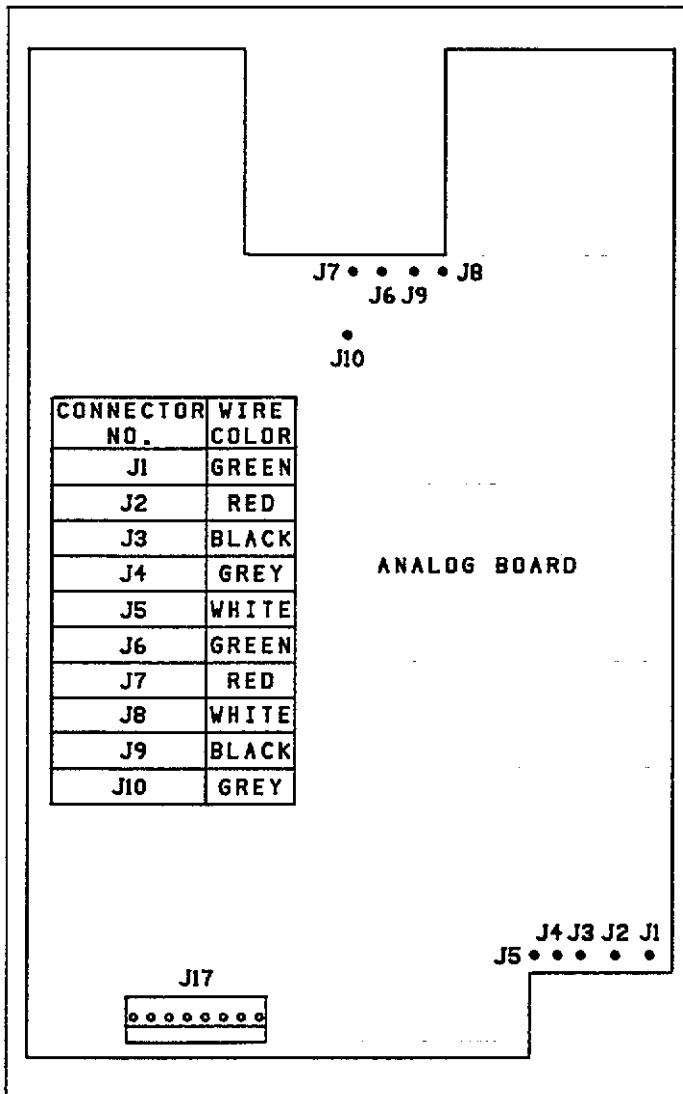 J7 J8
J6 J9
J10
CONNECTOR NO. WIRE COLOR
J1 GREEN
J2 RED
J3 BLACK
J4 GREY
J5 WHITE
J6 GREEN
J7 RED
J8 WHITE
J9 BLACK
J10 GREY
ANALOG BOARD
J4 J3 J2 J1
J5
J17